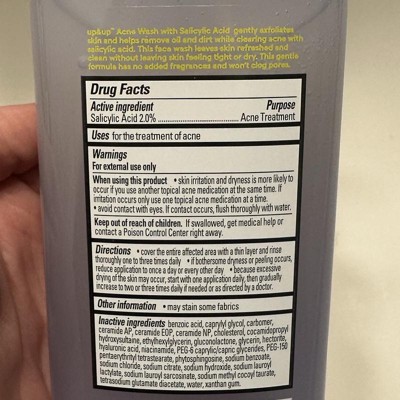 up&up™ Acne Wash with Salicylic Acid gently exfoliates
skin and helps remove oil and dirt while clearing acne with
salicylic acid. This face wash leaves skin refreshed and
clean without leaving skin feeling tight or dry. This gentle
formula has no added fragrances and won't clog pores.
Drug Facts
Active ingredient Purpose
Salicylic Acid 2.0% ........................ Acne Treatment
Uses for the treatment of acne
Warnings
For external use only
When using this product • skin irritation and dryness is more likely to
occur if you use another topical acne medication at the same time. If
irritation occurs only use one topical acne medication at a time.
• avoid contact with eyes. If contact occurs, flush thoroughly with water.
Keep out of reach of children. If swallowed, get medical help or
contact a Poison Control Center right away.
Directions • cover the entire affected area with a thin layer and rinse
thoroughly one to three times daily • if bothersome dryness or peeling occurs,
reduce application to once a day or every other day • because excessive
drying of the skin may occur, start with one application daily, then gradually
increase to two or three times daily if needed or as directed by a doctor.
Other information • may stain some fabrics
Inactive ingredients benzoic acid, caprylyl glycol, carbomer,
ceramide AP, ceramide EOP, ceramide NP, cholesterol, cocamidopropyl
hydroxysultaine, ethylhexylglycerin, gluconolactone, glycerin, hectorite,
hyaluronic acid, niacinamide, PEG-6 caprylic/capric glycerides, PEG-150
pentaerythrityl tetrastearate, phytosphingosine, sodium benzoate,
sodium chloride, sodium citrate, sodium hydroxide, sodium lauroyl
lactylate, sodium lauroyl sarcosinate, sodium methyl cocoyl taurate,
tetrasodium glutamate diacetate, water, xanthan gum.